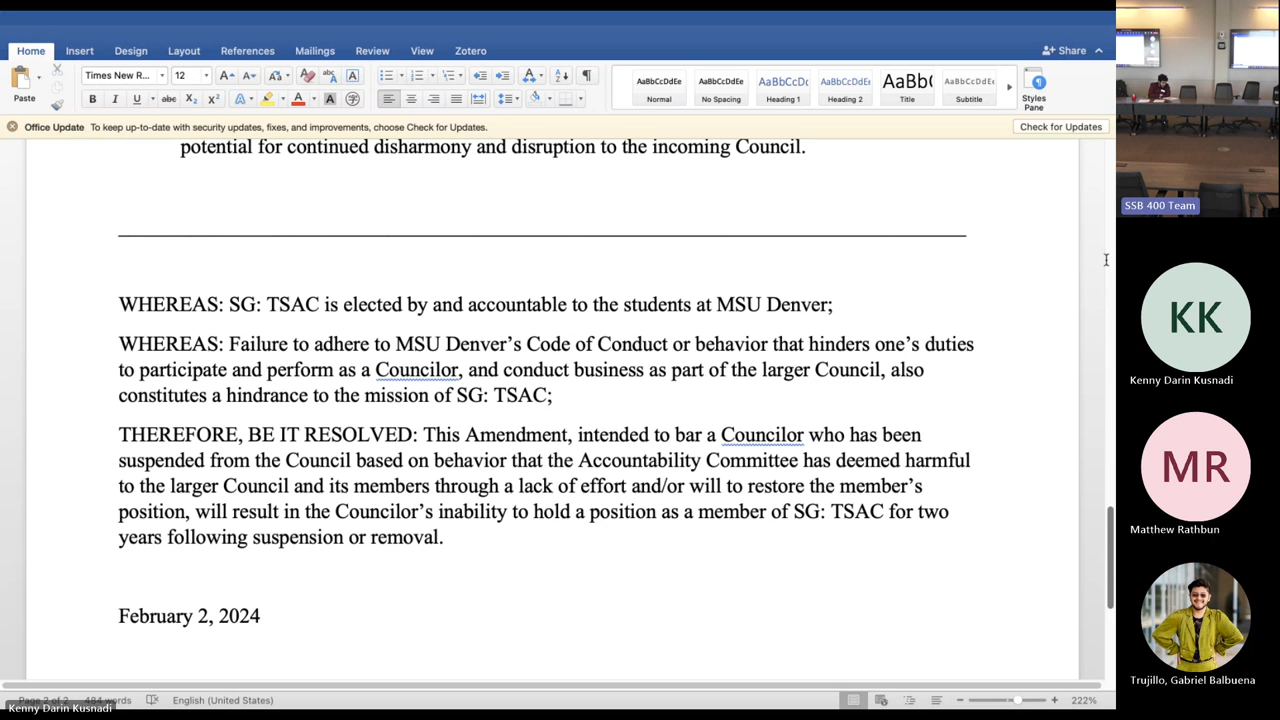 Home Insert Design Layout References Mailings Review View Zotero Share
Times New R... 12
Paste
AaBbCcDdEe AaBbCcDdEe AaBbCcDc AaBbCcDdEe AaBb( AaBbCcDdEe
Normal No Spacing Heading 1 Heading 2 Title Subtitle
Styles
Pane
Office Update To keep up-to-date with security updates, fixes, and improvements, choose Check for Updates. Check for Updates
potential for continued disharmony and disruption to the incoming Council.
WHEREAS: SG: TSAC is elected by and accountable to the students at MSU Denver;
WHEREAS: Failure to adhere to MSU Denver’s Code of Conduct or behavior that hinders one’s duties
to participate and perform as a Councilor, and conduct business as part of the larger Council, also
constitutes a hindrance to the mission of SG: TSAC;
THEREFORE, BE IT RESOLVED: This Amendment, intended to bar a Councilor who has been
suspended from the Council based on behavior that the Accountability Committee has deemed harmful
to the larger Council and its members through a lack of effort and/or will to restore the member’s
position, will result in the Councilor’s inability to hold a position as a member of SG: TSAC for two
years following suspension or removal.
February 2, 2024
Page 2 of 2 484 words English (United States) 222%
Kenny Darin Kusnadi
SSB 400 Team
KK
Kenny Darin Kusnadi
MR
Matthew Rathbun
Trujillo, Gabriel Balbuena